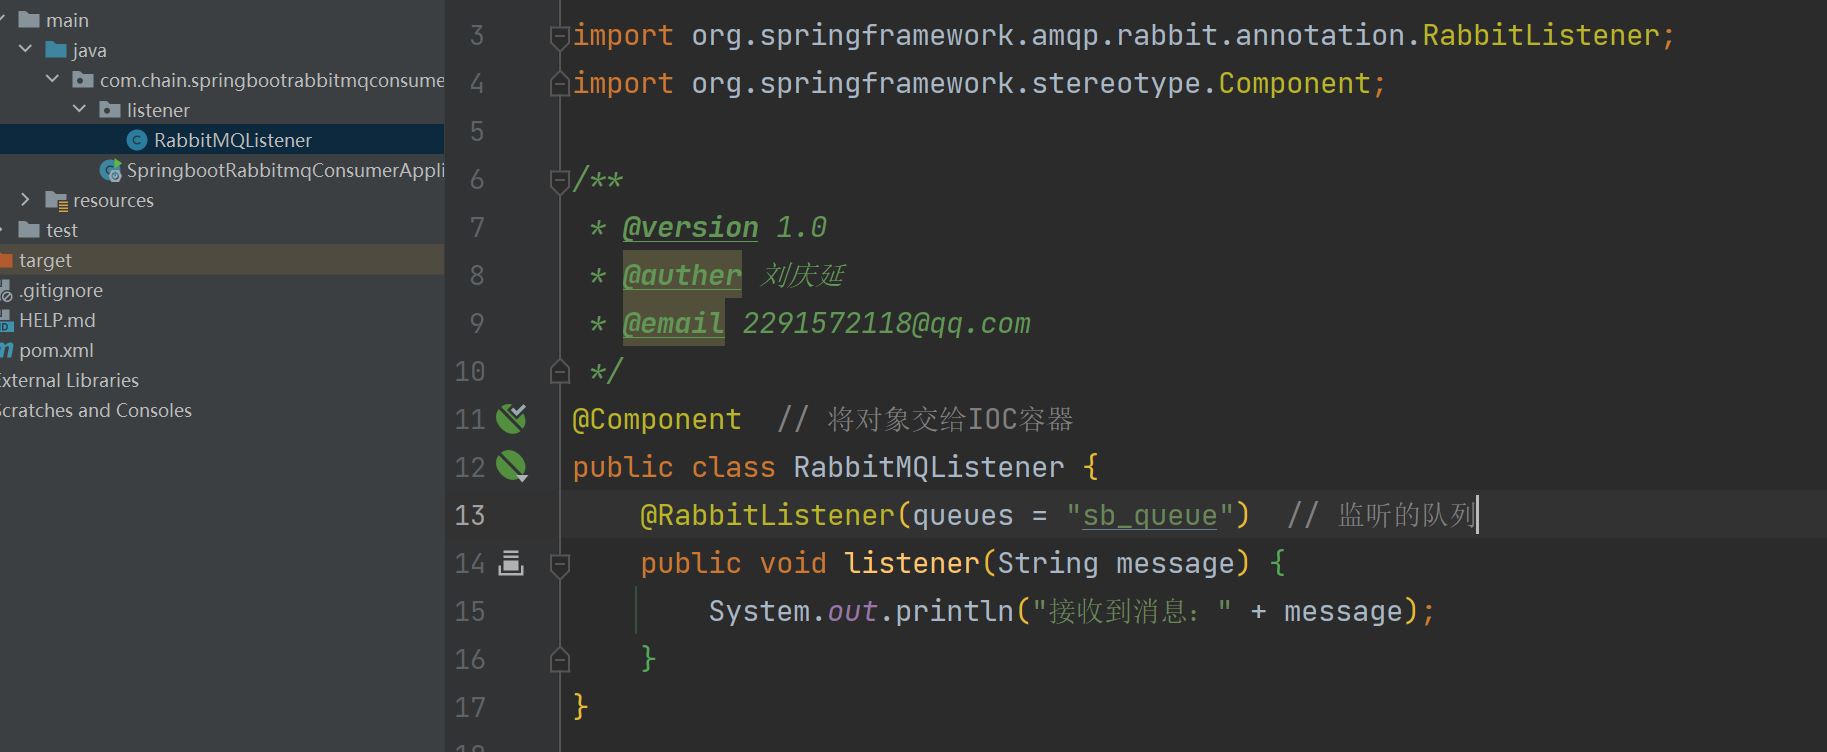 main
java
com.chain.springbootrabbitmqconsume
listener
RabbitMQListener
SpringbootRabbitmqConsumerAppli
resources
test
target
.gitignore
HELP.md
pom.xml
External Libraries
Scratches and Consoles
3 import org.springframework.amqp.rabbit.annotation.RabbitListener;
4 import org.springframework.stereotype.Component;
5
6 /**
7 * @version 1.0
8 * @auther 刘庆延
9 * @email 2291572118@qq.com
10 */
11 @Component // 将对象交给IOC容器
12 public class RabbitMQListener {
13 @RabbitListener(queues = "sb_queue") // 监听的队列
14 public void listener(String message) {
15 System.out.println("接收到消息：" + message);
16 }
17 }